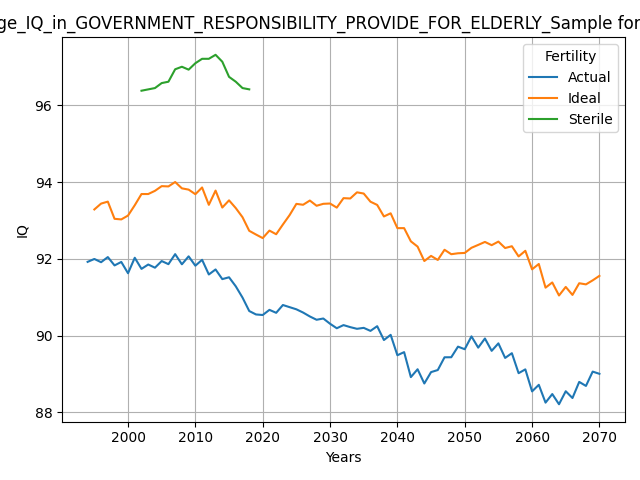 ge_IQ_in_GOVERNMENT_RESPONSIBILITY_PROVIDE_FOR_ELDERLY_Sample for
Fertility
Actual
Ideal
Sterile
96
94
92
90
88
IQ
2000 2010 2020 2030 2040 2050 2060 2070
Years